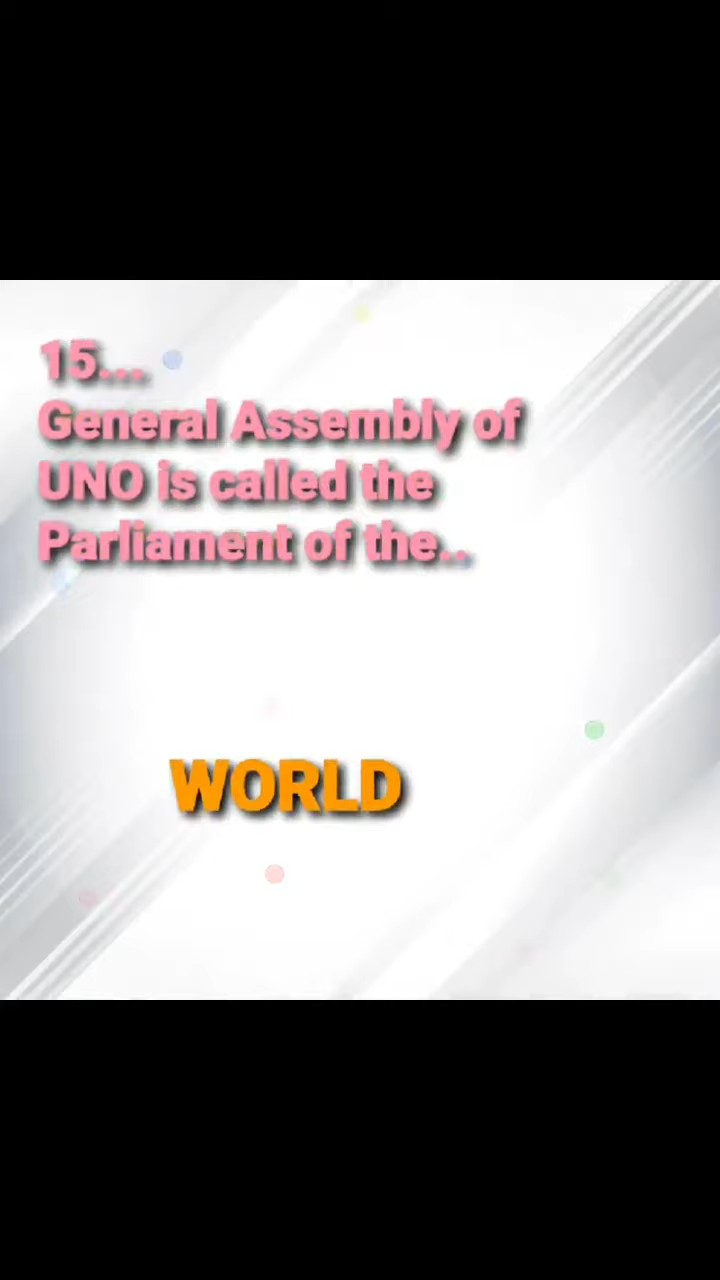 15...
General Assembly of
UNO is called the
Parliament of the..
WORLD